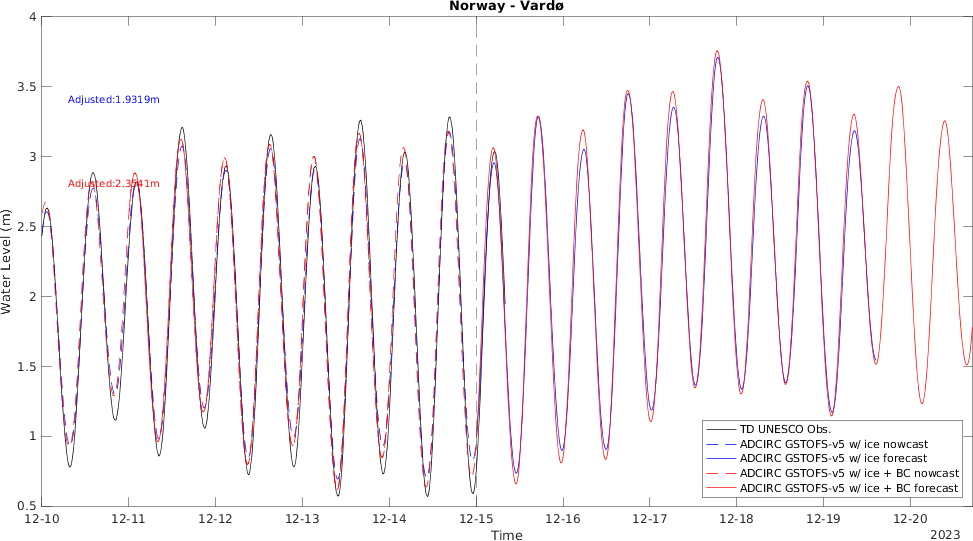 Norway - Vardø
4
3.5
3
2.5
2
1.5
1
0.5
Water Level (m)
Adjusted:1.9319m
Adjusted:2.3541m
TD UNESCO Obs.
ADCIRC GSTOFS-v5 w/ ice nowcast
ADCIRC GSTOFS-v5 w/ ice forecast
ADCIRC GSTOFS-v5 w/ ice + BC nowcast
ADCIRC GSTOFS-v5 w/ ice + BC forecast
12-10 12-11 12-12 12-13 12-14 12-15 12-16 12-17 12-18 12-19 12-20
Time
2023